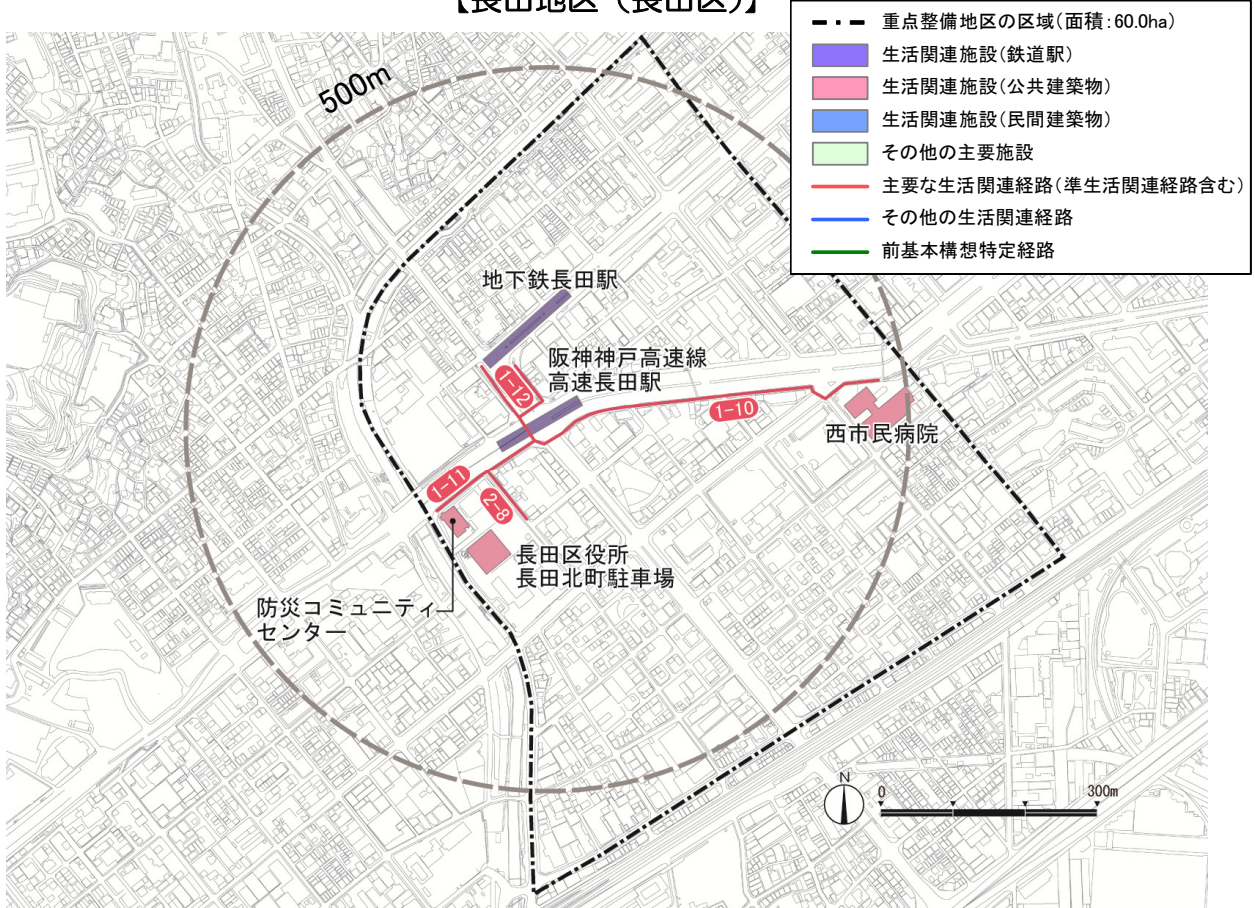 【長田地区（長田区）】
重点整備地区の区域（面積：60.0ha）
生活関連施設（鉄道駅）
生活関連施設（公共建築物）
生活関連施設（民間建築物）
その他の主要施設
主要な生活関連経路（準生活関連経路含む）
その他の生活関連経路
前基本構想特定経路
500m
地下鉄長田駅
阪神神戸高速線
高速長田駅
1-12
1-10
西市民病院
1-11
2-8
長田区役所
長田北町駐車場
防災コミュニティ
センター
N
0
300m